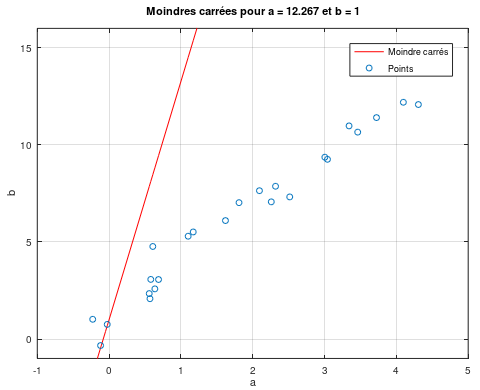 Moindres carrées pour a = 12.267 et b = 1
15
10
5
0
-1
0
1
2
3
4
5
a
b
Moindre carrés
Points